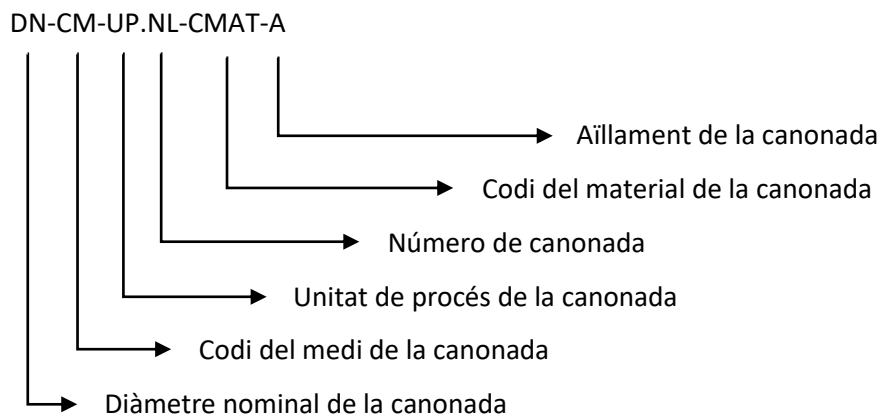 DN-CM-UP.NL-CMAT-A
Aïllament de la canonada
Codi del material de la canonada
Número de canonada
Unitat de procés de la canonada
Codi del medi de la canonada
Diàmetre nominal de la canonada